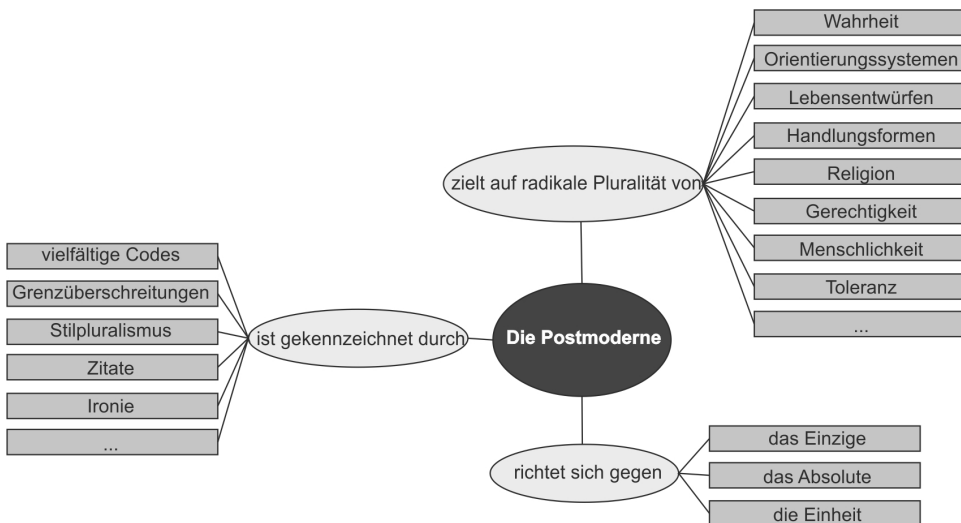 Wahrheit
Orientierungssystemen
Lebensentwürfen
Handlungsformen
zielt auf radikale Pluralität von
Religion
Gerechtigkeit
Menschlichkeit
Toleranz
...
vielfältige Codes
Grenzüberschreitungen
Stilpluralismus
Zitate
Ironie
...
ist gekennzeichnet durch
Die Postmoderne
richtet sich gegen
das Einzige
das Absolute
die Einheit